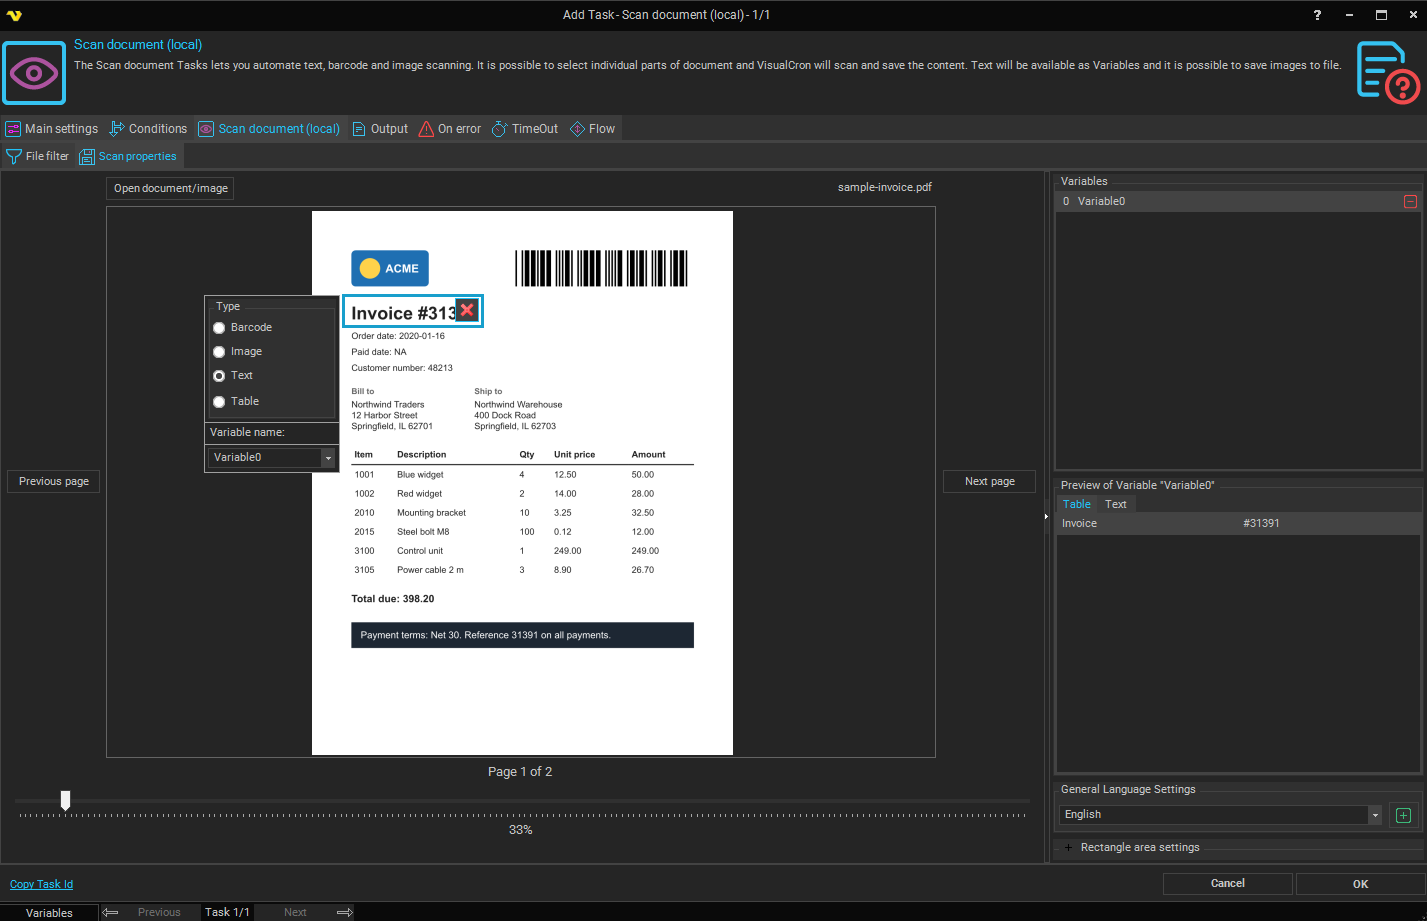 Add Task - Scan document (local) - 1/1
Scan document (local)
The Scan document Tasks lets you automate text, barcode and image scanning. It is possible to select individual parts of document and VisualCron will scan and save the content. Text will be available as Variables and it is possible to save images to file.
Main settings Conditions Scan document (local) Output On error TimeOut Flow
File filter Scan properties
Open document/image sample-invoice.pdf
ACME
Invoice #313
Order date: 2020-01-16
Paid date: NA
Customer number: 48213
Bill to Ship to
Northwind Traders Northwind Warehouse
12 Harbor Street 400 Dock Road
Springfield, IL 62701 Springfield, IL 62703
Item Description Qty Unit price Amount
1001 Blue widget 4 12.50 50.00
1002 Red widget 2 14.00 28.00
2010 Mounting bracket 10 3.25 32.50
2015 Steel bolt M8 100 0.12 12.00
3100 Control unit 1 249.00 249.00
3105 Power cable 2 m 3 8.90 26.70
Total due: 398.20
Payment terms: Net 30. Reference 31391 on all payments.
Type
Barcode
Image
Text
Table
Variable name:
Variable0
Previous page
Next page
Page 1 of 2
33%
Variables
0 Variable0
Preview of Variable "Variable0"
Table Text
Invoice #31391
General Language Settings
English
+ Rectangle area settings
Copy Task Id
Cancel OK
Variables Previous Task 1/1 Next